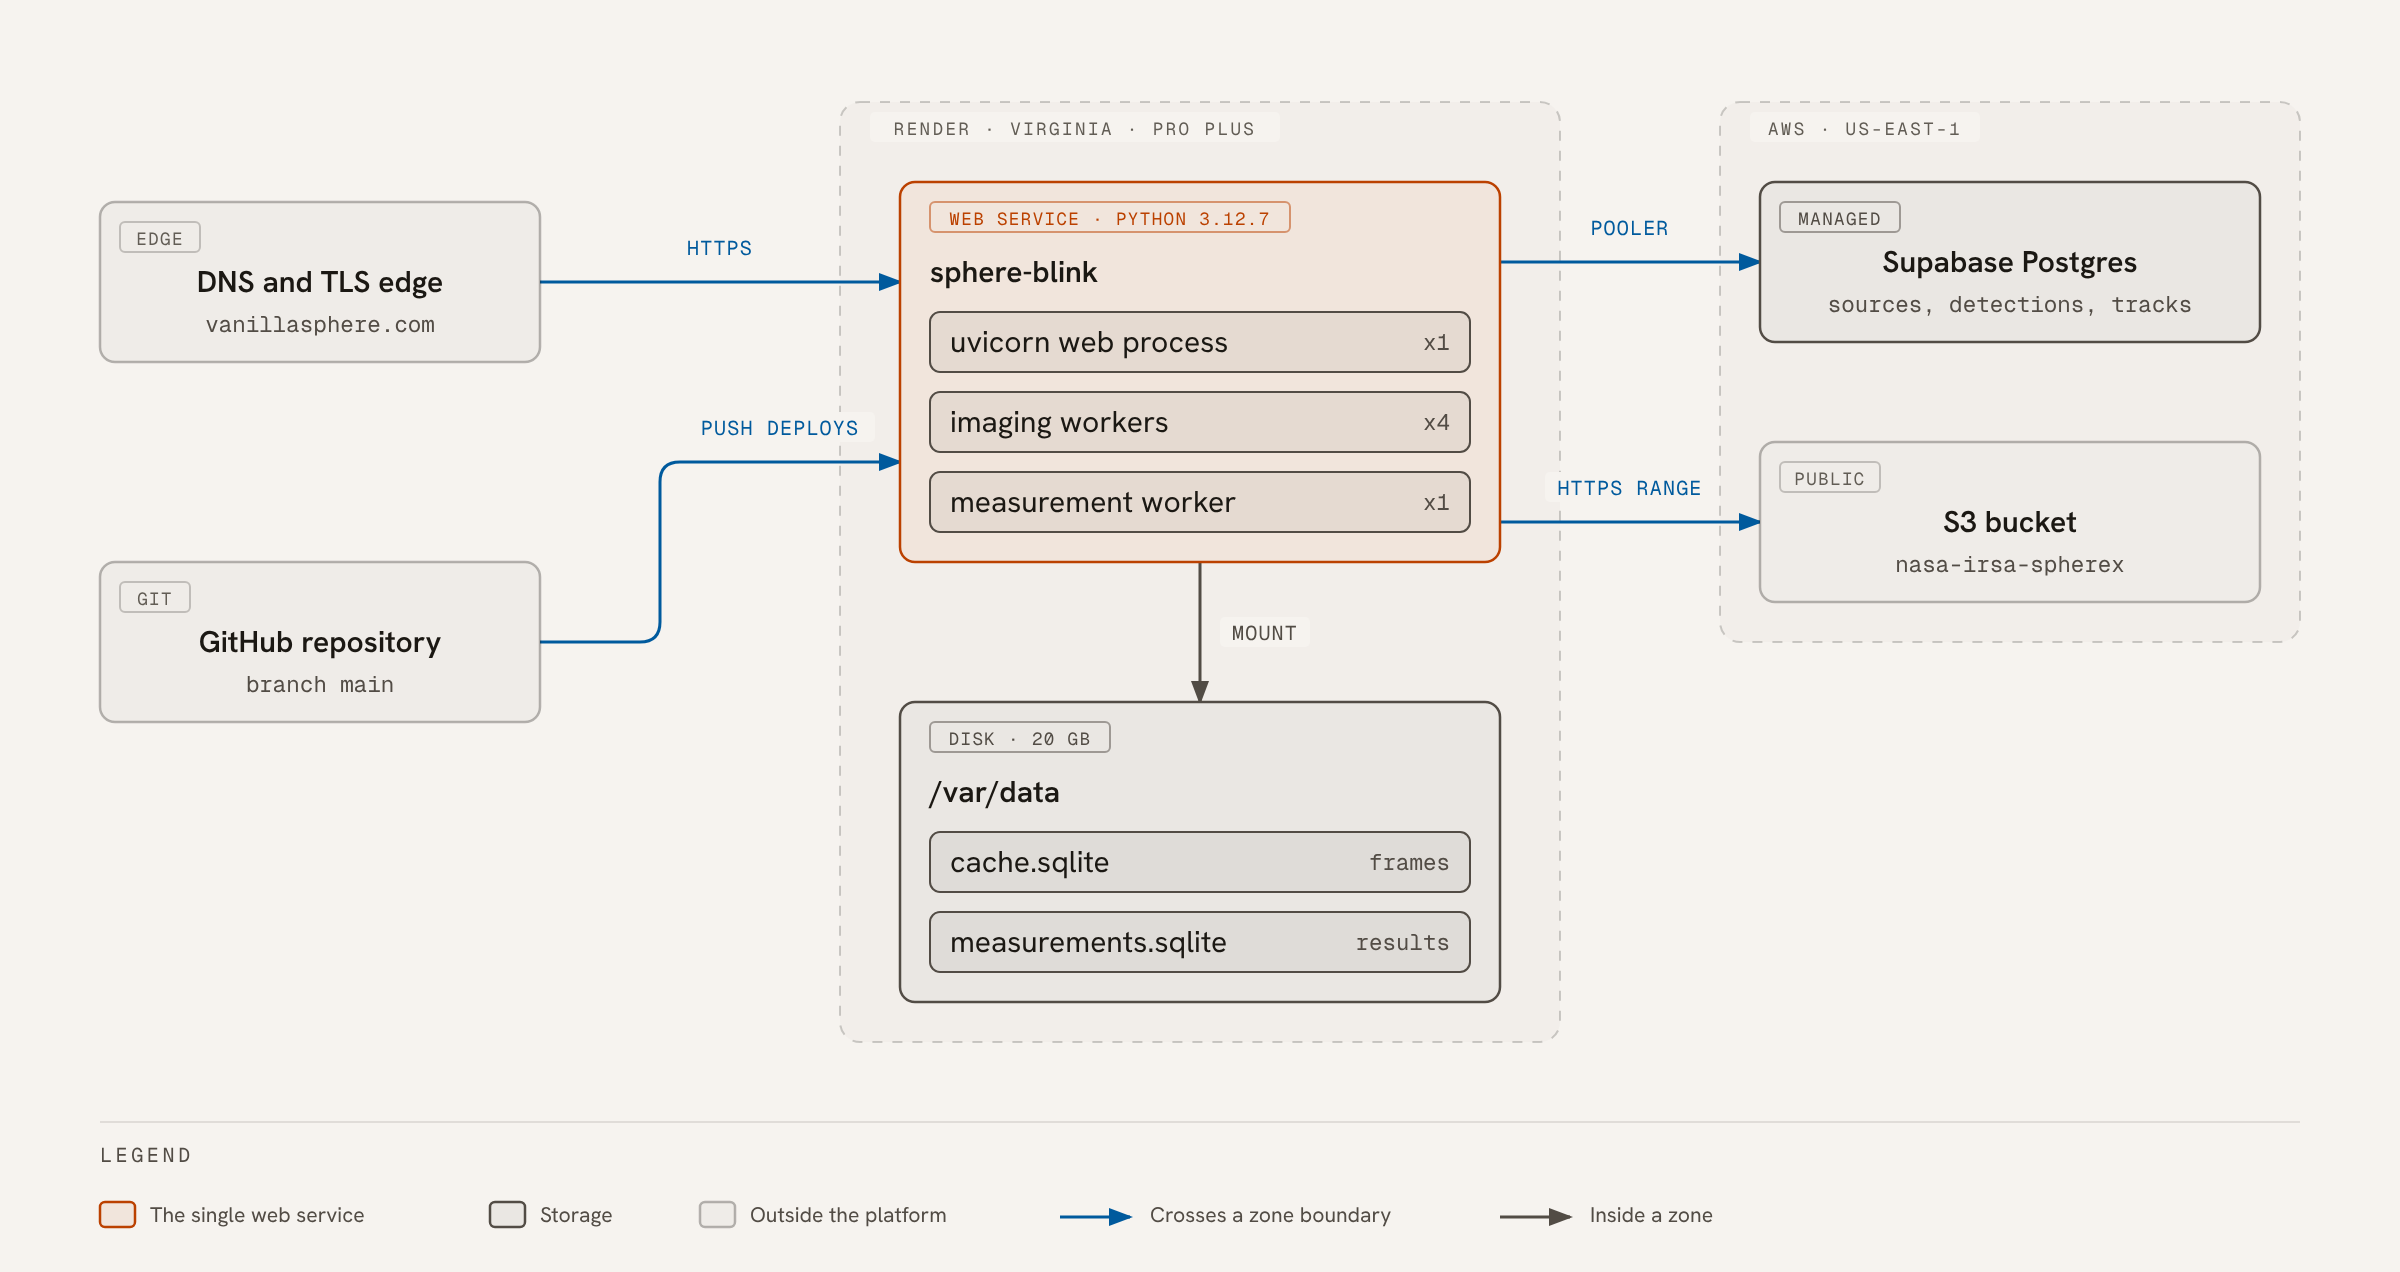 RENDER · VIRGINIA · PRO PLUS
AWS · US-EAST-1
EDGE
DNS and TLS edge
vanillasphere.com
HTTPS
GIT
GitHub repository
branch main
PUSH DEPLOYS
WEB SERVICE · PYTHON 3.12.7
sphere-blink
uvicorn web process x1
imaging workers x4
measurement worker x1
MOUNT
DISK · 20 GB
/var/data
cache.sqlite frames
measurements.sqlite results
POOLER
MANAGED
Supabase Postgres
sources, detections, tracks
HTTPS RANGE
PUBLIC
S3 bucket
nasa-irsa-spherex
LEGEND
The single web service
Storage
Outside the platform
Crosses a zone boundary
Inside a zone